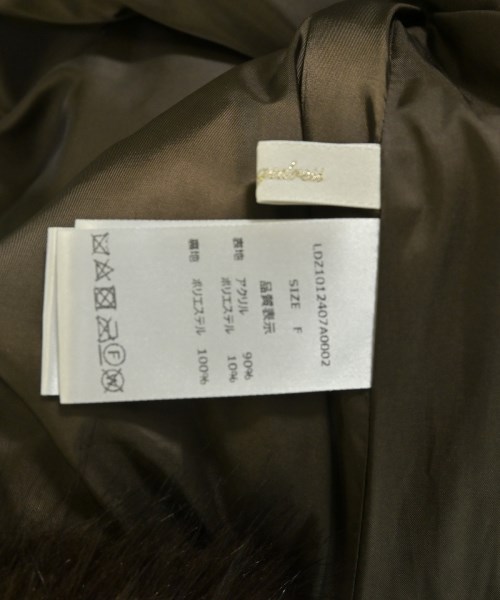 LDZ1012407A0002
SIZE F
品質表示
表地 アクリル 90%
ポリエステル 10%
裏地 ポリエステル 100%
F
W